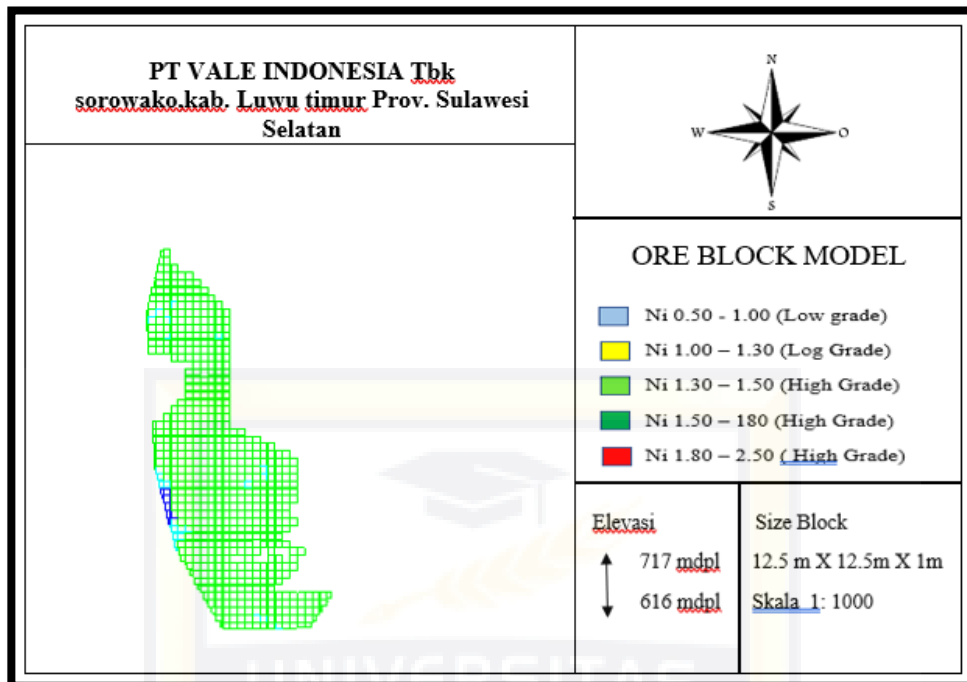 PT VALE INDONESIA Tbk
sorowako,kab. Luwu timur Prov. Sulawesi
Selatan
N
W
O
S
ORE BLOCK MODEL
Ni 0.50 - 1.00 (Low grade)
Ni 1.00 – 1.30 (Log Grade)
Ni 1.30 – 1.50 (High Grade)
Ni 1.50 – 180 (High Grade)
Ni 1.80 – 2.50 ( High Grade)
Elevasi
717 mdpl
616 mdpl
Size Block
12.5 m X 12.5m X 1m
Skala 1: 1000
UNIVERSITAS